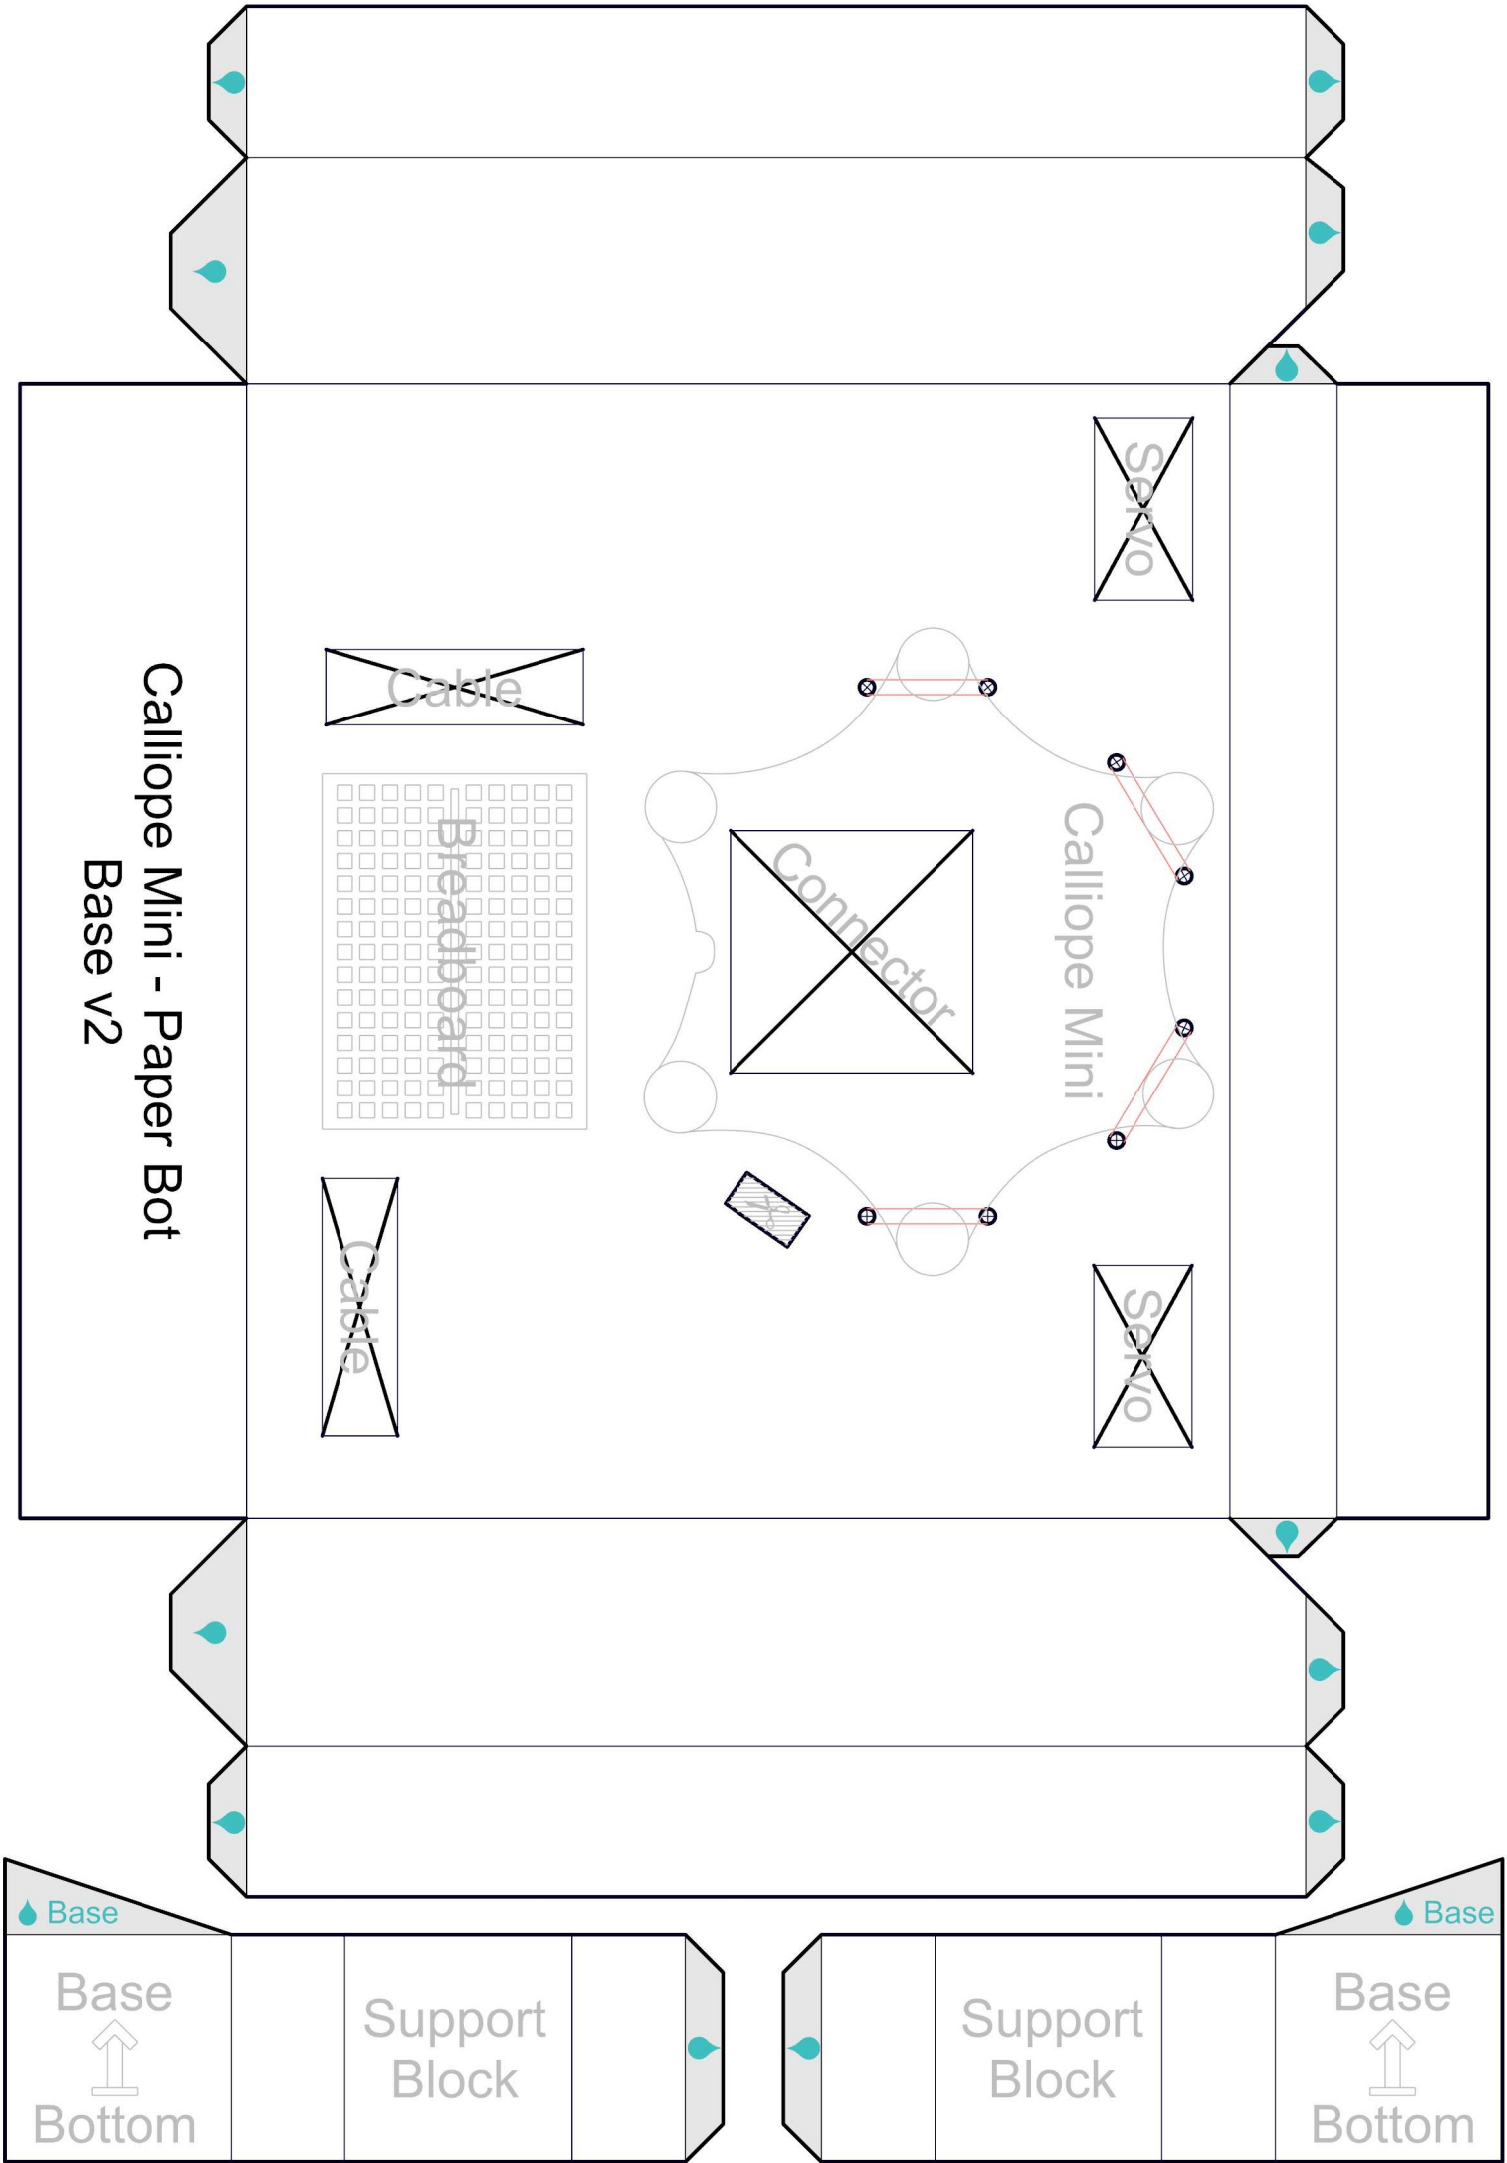 Servo
Cable
Calliope Mini
Connector
Breadboard
Calliope Mini - Paper Bot
Base v2
Servo
Cable
Base
Base
Base
Bottom
Support
Block
Support
Block
Base
Bottom